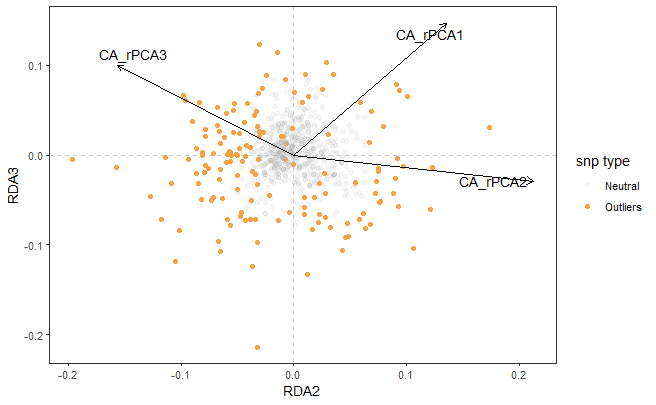 CA_rPCA1
CA_rPCA3
0.1
0.0
CA_rPCA2
-0.1
-0.2
RDA3
-0.2
-0.1
0.0
0.1
0.2
RDA2
snp type
Neutral
Outliers